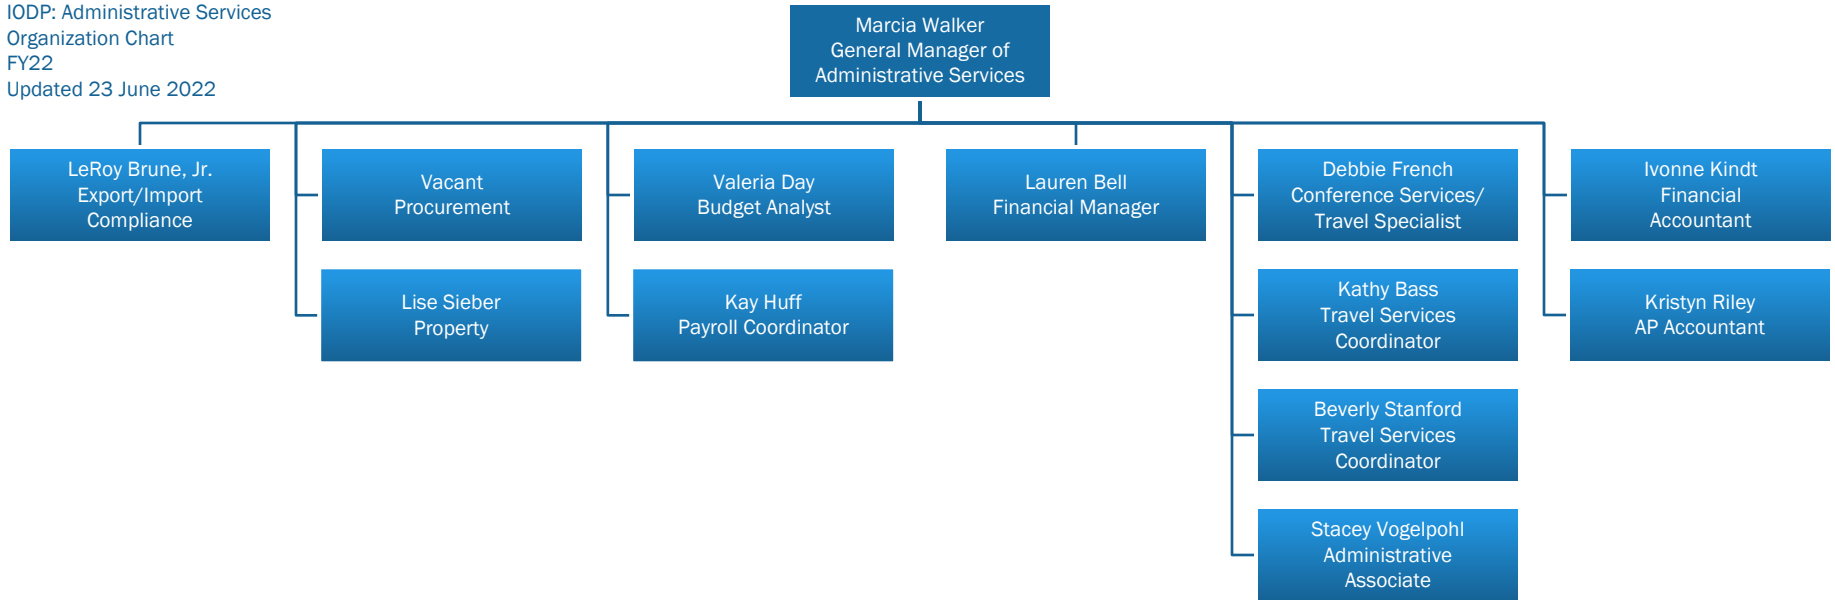 IODP: Administrative Services
Organization Chart
FY22
Updated 23 June 2022
Marcia Walker
General Manager of
Administrative Services
LeRoy Brune, Jr.
Export/Import
Compliance
Vacant
Procurement
Valeria Day
Budget Analyst
Lauren Bell
Financial Manager
Debbie French
Conference Services/
Travel Specialist
Ivonne Kindt
Financial
Accountant
Lise Sieber
Property
Kay Huff
Payroll Coordinator
Kathy Bass
Travel Services
Coordinator
Kristyn Riley
AP Accountant
Beverly Stanford
Travel Services
Coordinator
Stacey Vogelpohl
Administrative
Associate